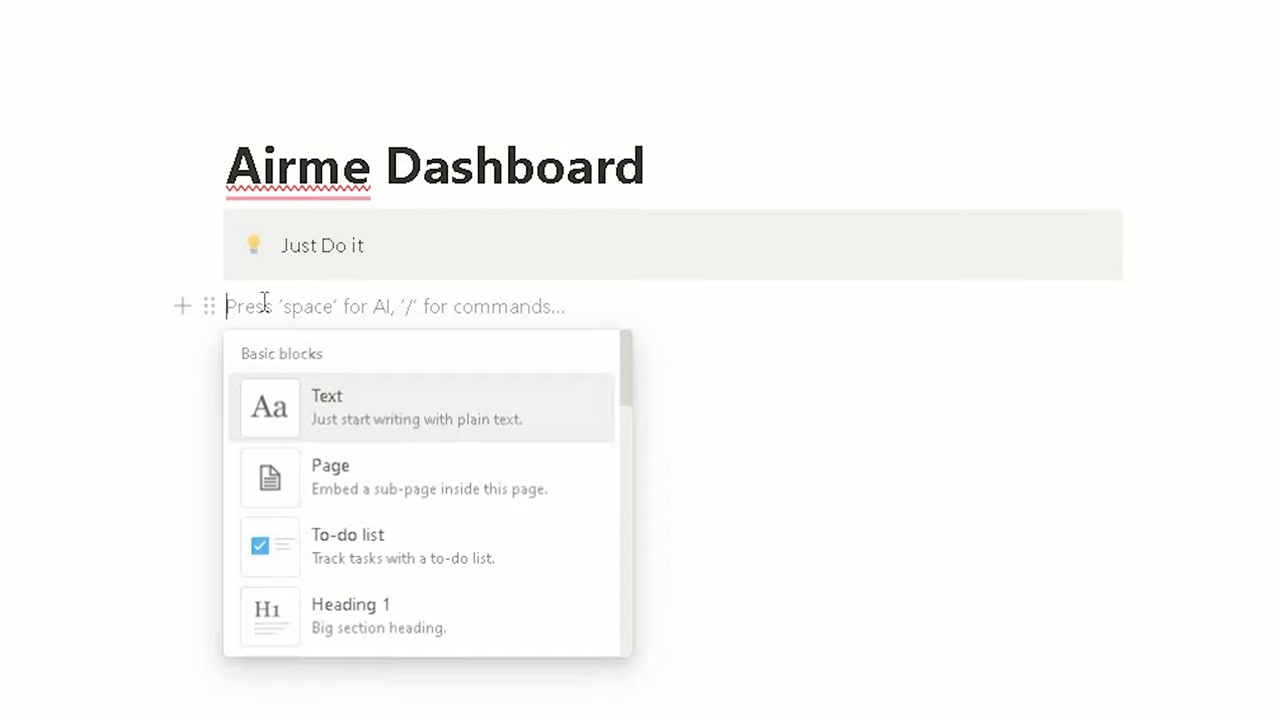 Airme Dashboard
Just Do it
Press 'space' for AI, '/' for commands...
Basic blocks
Aa
Text
Just start writing with plain text.
Page
Embed a sub-page inside this page.
To-do list
Track tasks with a to-do list.
H1
Heading 1
Big section heading.